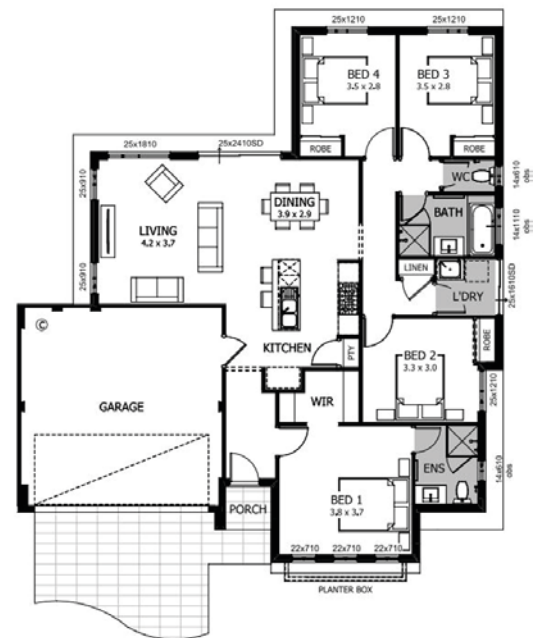 25x1210
25x1210
BED 4
3.5 x 2.8
BED 3
3.5 x 2.8
ROBE
ROBE
25x1810
25x2410SD
WC
14x610
obs
25x910
DINING
3.9 x 2.9
BATH
14x1110
obs
LIVING
4.2 x 3.7
25x910
LINEN
L'DRY
25x1610SD
©
KITCHEN
PTY
BED 2
3.3 x 3.0
ROBE
25x1210
GARAGE
WIR
ENS
14x610
obs
PORCH
BED 1
3.8 x 3.7
22x710
22x710
22x710
PLANTER BOX